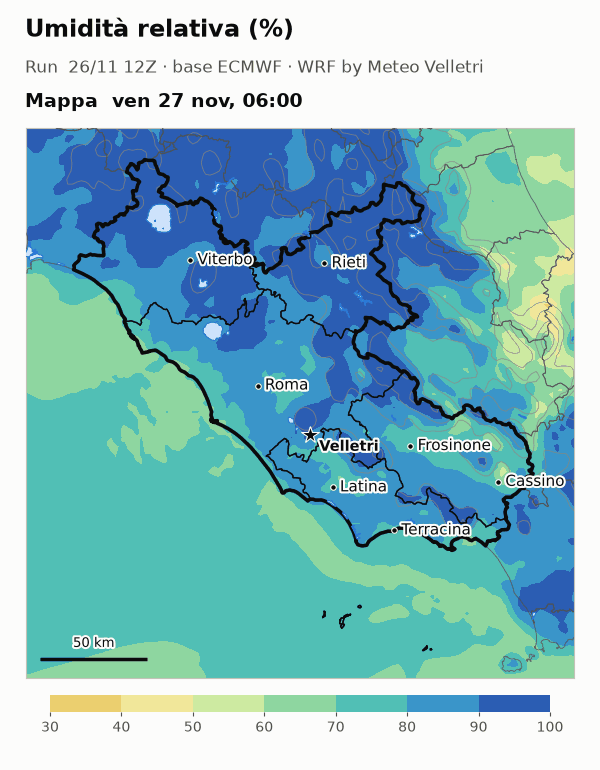 Umidità relativa (%)
Run  26/11 12Z · base ECMWF · WRF by Meteo Velletri
Mappa  ven 27 nov, 06:00
Viterbo
Rieti
Roma
Velletri
Frosinone
Cassino
Latina
Terracina
50 km
30 40 50 60 70 80 90 100